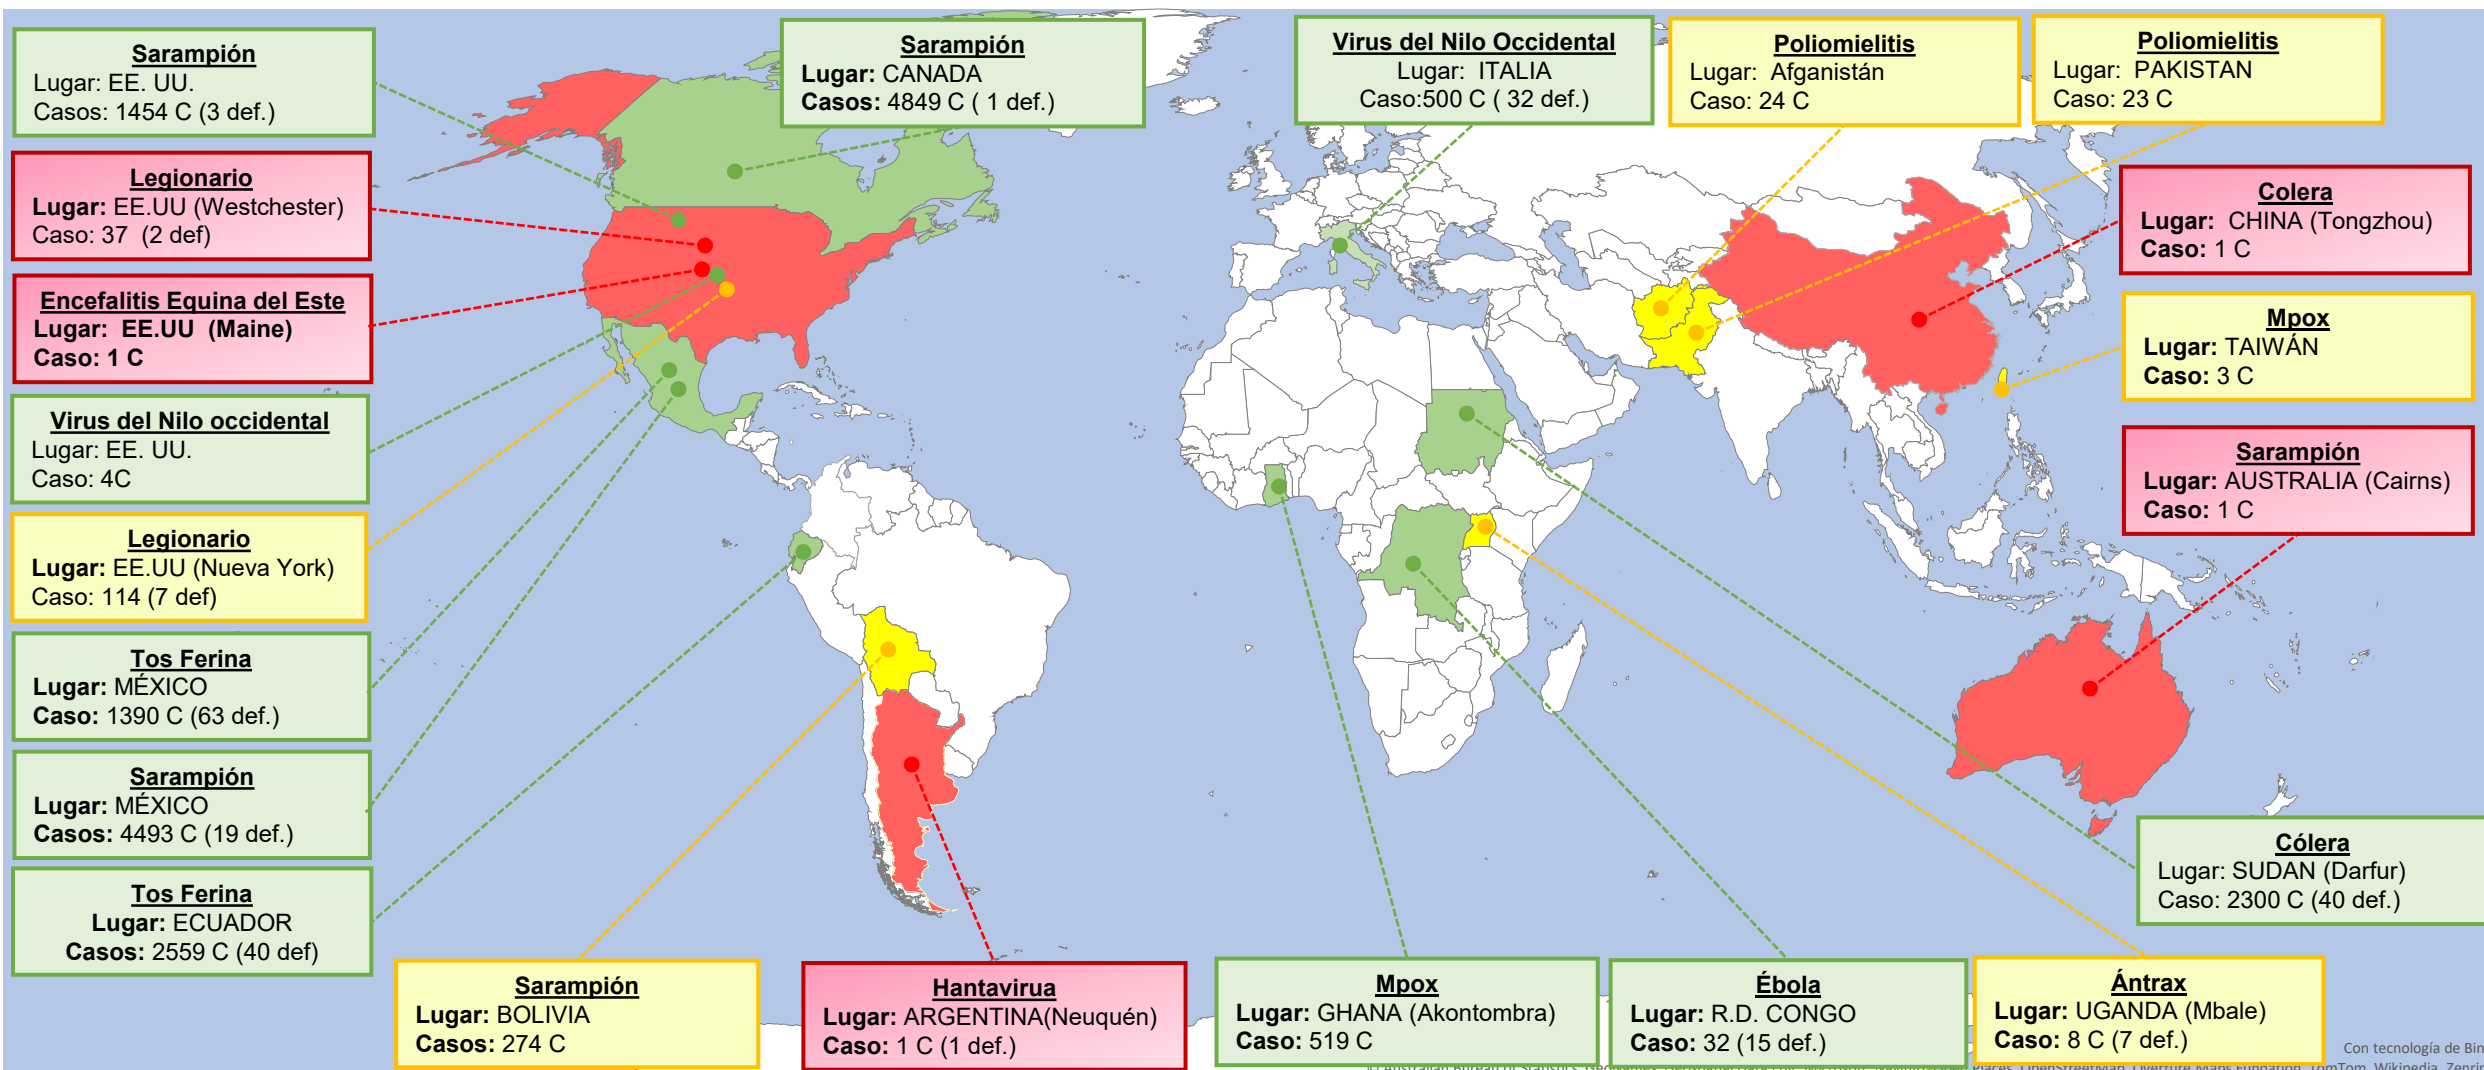 Sarampión
Lugar: EE. UU.
Casos: 1454 C (3 def.)
Legionario
Lugar: EE.UU (Westchester)
Caso: 37 (2 def)
Encefalitis Equina del Este
Lugar: EE.UU (Maine)
Caso: 1 C
Virus del Nilo occidental
Lugar: EE. UU.
Caso: 4C
Legionario
Lugar: EE.UU (Nueva York)
Caso: 114 (7 def)
Tos Ferina
Lugar: MÉXICO
Caso: 1390 C (63 def.)
Sarampión
Lugar: MÉXICO
Casos: 4493 C (19 def.)
Tos Ferina
Lugar: ECUADOR
Casos: 2559 C (40 def)
Sarampión
Lugar: CANADA
Casos: 4849 C ( 1 def.)
Virus del Nilo Occidental
Lugar: ITALIA
Caso:500 C ( 32 def.)
Poliomielitis
Lugar: Afganistán
Caso: 24 C
Poliomielitis
Lugar: PAKISTAN
Caso: 23 C
Colera
Lugar: CHINA (Tongzhou)
Caso: 1 C
Mpox
Lugar: TAIWÁN
Caso: 3 C
Sarampión
Lugar: AUSTRALIA (Cairns)
Caso: 1 C
Cólera
Lugar: SUDAN (Darfur)
Caso: 2300 C (40 def.)
Sarampión
Lugar: BOLIVIA
Casos: 274 C
Hantavirua
Lugar: ARGENTINA(Neuquén)
Caso: 1 C (1 def.)
Mpox
Lugar: GHANA (Akontombra)
Caso: 519 C
Ébola
Lugar: R.D. CONGO
Caso: 32 (15 def.)
Ántrax
Lugar: UGANDA (Mbale)
Caso: 8 C (7 def.)
Con tecnología de Bin